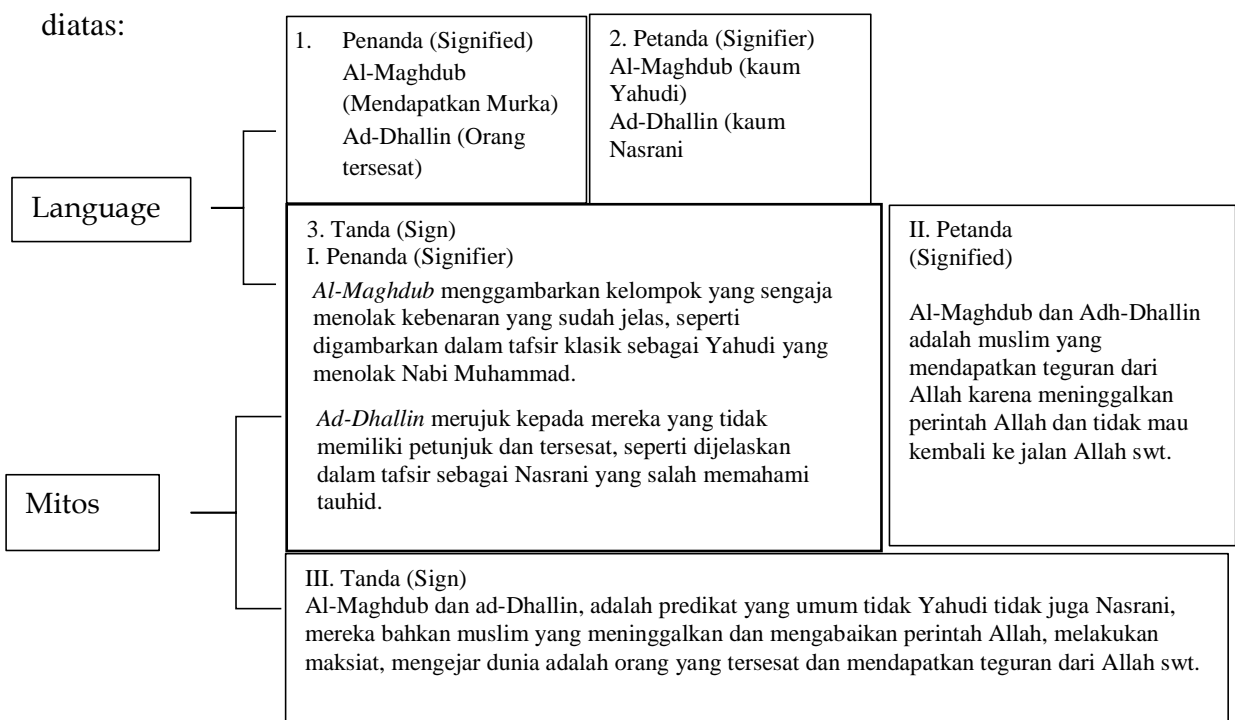 diatas:
1. Penanda (Signified)
Al-Maghdub
(Mendapatkan Murka)
Ad-Dhallin (Orang
tersesat)
2. Petanda (Signifier)
Al-Maghdub (kaum
Yahudi)
Ad-Dhallin (kaum
Nasrani
Language
3. Tanda (Sign)
I. Penanda (Signifier)
Al-Maghdub menggambarkan kelompok yang sengaja
menolak kebenaran yang sudah jelas, seperti
digambarkan dalam tafsir klasik sebagai Yahudi yang
menolak Nabi Muhammad.
Ad-Dhallin merujuk kepada mereka yang tidak
memiliki petunjuk dan tersesat, seperti dijelaskan
dalam tafsir sebagai Nasrani yang salah memahami
tauhid.
II. Petanda
(Signified)
Al-Maghdub dan Adh-Dhallin
adalah muslim yang
mendapatkan teguran dari
Allah karena meninggalkan
perintah Allah dan tidak mau
kembali ke jalan Allah swt.
Mitos
III. Tanda (Sign)
Al-Maghdub dan ad-Dhallin, adalah predikat yang umum tidak Yahudi tidak juga Nasrani,
mereka bahkan muslim yang meninggalkan dan mengabaikan perintah Allah, melakukan
maksiat, mengejar dunia adalah orang yang tersesat dan mendapatkan teguran dari Allah swt.